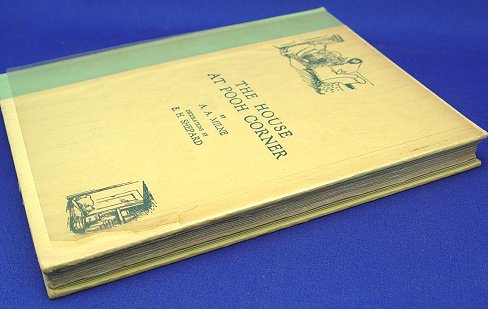 THE HOUSE
AT POOH CORNER
BY
A. A. MILNE
DECORATIONS BY
E. H. SHEPARD